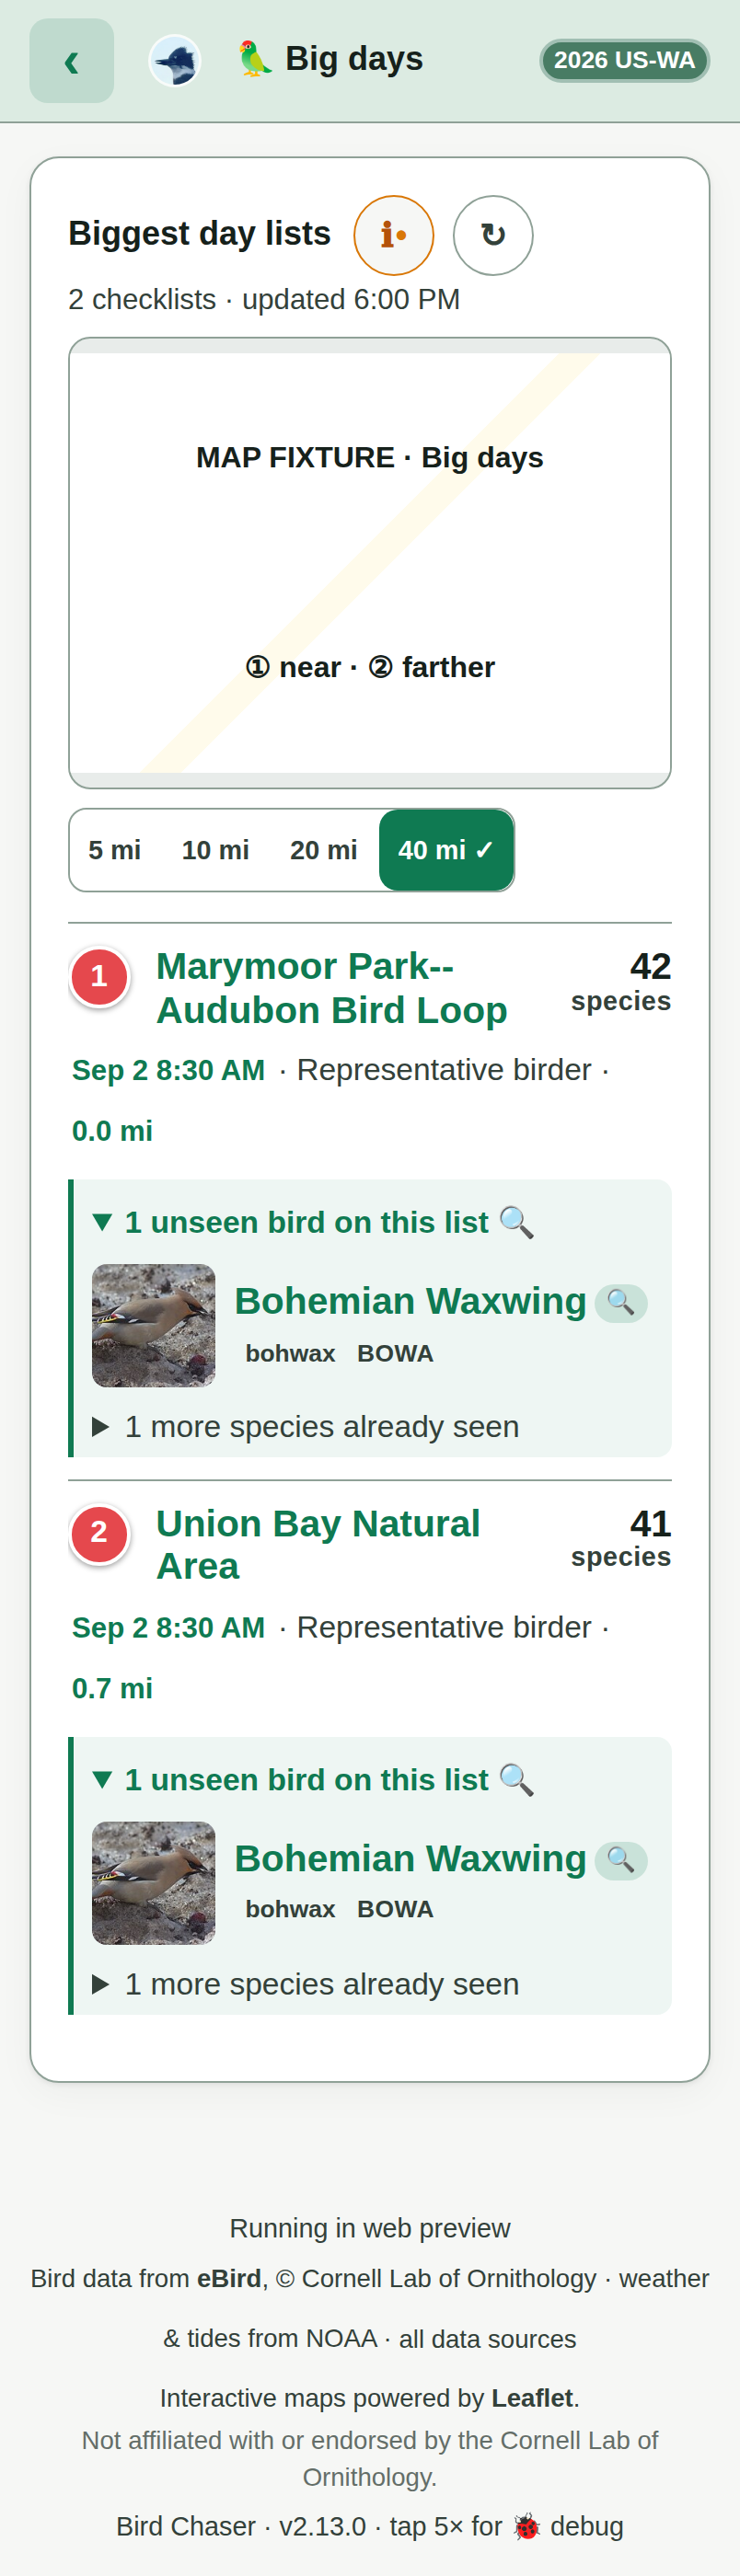 ‹ 🦜 Big days 2026 US-WA
Biggest day lists ℹ• ↻
2 checklists · updated 6:00 PM
MAP FIXTURE · Big days
① near · ② farther
5 mi 10 mi 20 mi 40 mi ✓
1 Marymoor Park-- 42
Audubon Bird Loop species
Sep 2 8:30 AM · Representative birder ·
0.0 mi
▼ 1 unseen bird on this list 🔍
Bohemian Waxwing 🔍
bohwax BOWA
▶ 1 more species already seen
2 Union Bay Natural 41
Area species
Sep 2 8:30 AM · Representative birder ·
0.7 mi
▼ 1 unseen bird on this list 🔍
Bohemian Waxwing 🔍
bohwax BOWA
▶ 1 more species already seen
Running in web preview
Bird data from eBird, © Cornell Lab of Ornithology · weather
& tides from NOAA · all data sources
Interactive maps powered by Leaflet.
Not affiliated with or endorsed by the Cornell Lab of
Ornithology.
Bird Chaser · v2.13.0 · tap 5× for 🐞 debug